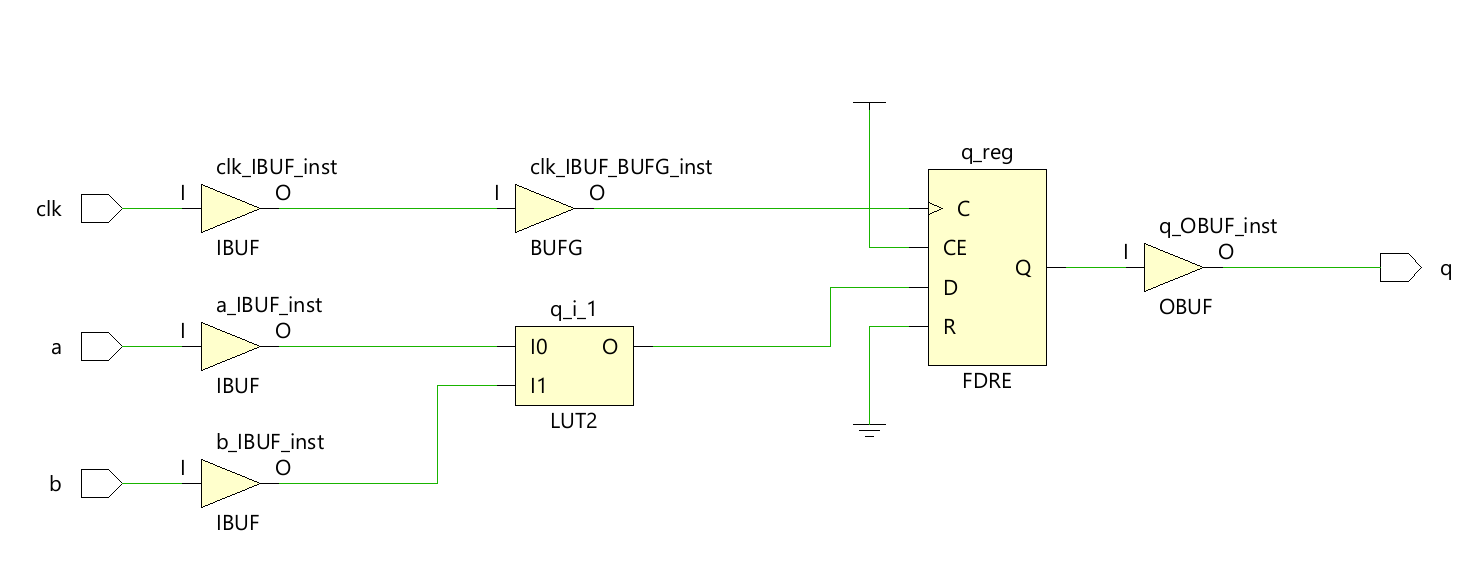 q_reg
clk_IBUF_inst
clk_IBUF_BUFG_inst
I O
I O
clk
C
q_OBUF_inst
IBUF
BUFG
CE
I O
Q
q
D
a_IBUF_inst
q_i_1
OBUF
I O
R
a
I0 O
IBUF
I1
FDRE
LUT2
b_IBUF_inst
I O
b
IBUF